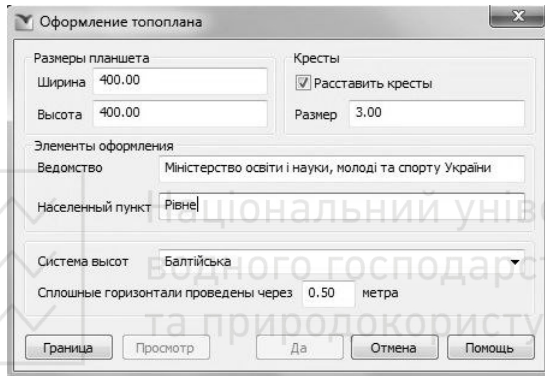 Оформление топоплана
Размеры планшета
Ширина 400.00
Высота 400.00
Кресты
Расставить кресты
Размер 3.00
Элементы оформления
Ведомство Міністерство освіти і науки, молоді та спорту України
Населенный пункт Рівне
Національний уніве
Система высот Балтійська
водного господарст
Сплошные горизонтали проведены через 0.50 метра
та природокористу
Граница Просмотр Да Отмена Помощь